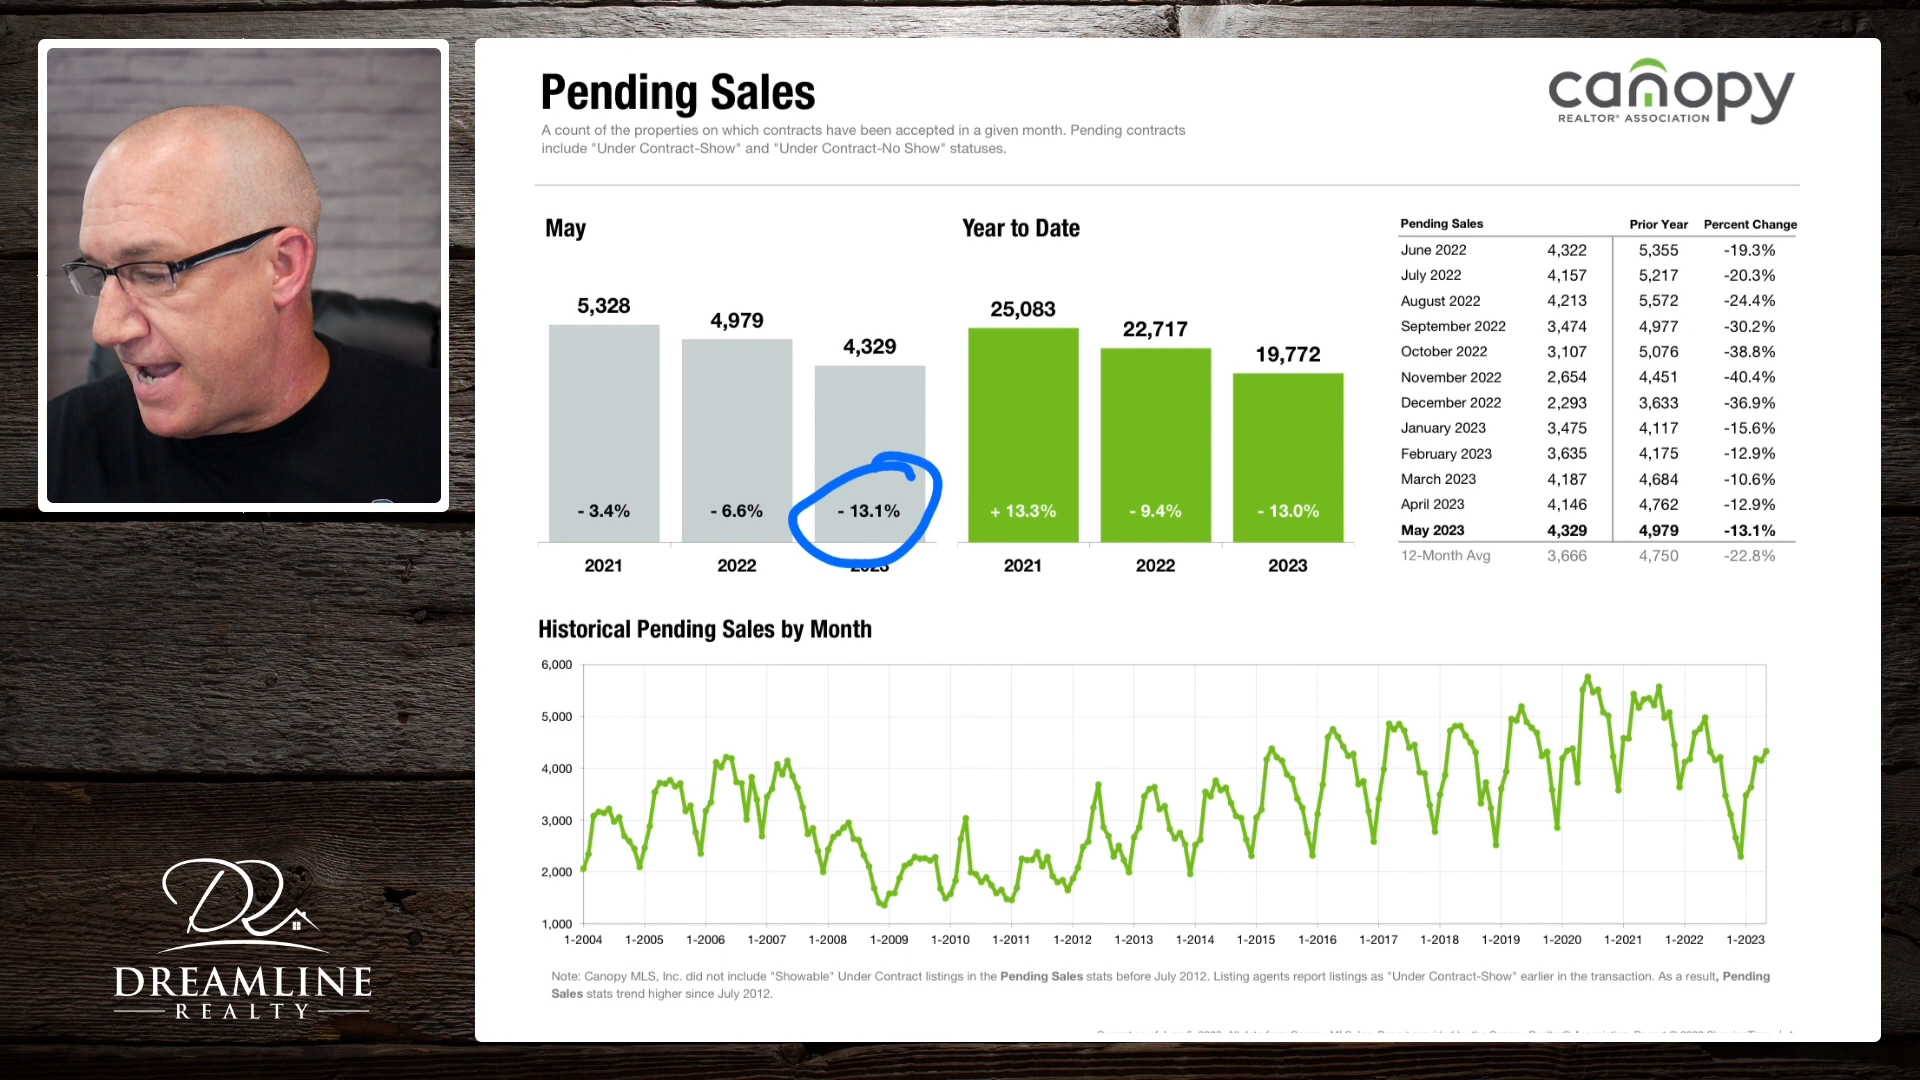 Pending Sales
canopy
REALTOR® ASSOCIATION
A count of the properties on which contracts have been accepted in a given month. Pending contracts
include "Under Contract-Show" and "Under Contract-No Show" statuses.
May
5,328
4,979
4,329
- 3.4%
- 6.6%
- 13.1%
2021
2022
2023
Year to Date
25,083
22,717
19,772
+ 13.3%
- 9.4%
- 13.0%
2021
2022
2023
Pending Sales Prior Year Percent Change
June 2022 4,322 5,355 -19.3%
July 2022 4,157 5,217 -20.3%
August 2022 4,213 5,572 -24.4%
September 2022 3,474 4,977 -30.2%
October 2022 3,107 5,076 -38.8%
November 2022 2,654 4,451 -40.4%
December 2022 2,293 3,633 -36.9%
January 2023 3,475 4,117 -15.6%
February 2023 3,635 4,175 -12.9%
March 2023 4,187 4,684 -10.6%
April 2023 4,146 4,762 -12.9%
May 2023 4,329 4,979 -13.1%
12-Month Avg 3,666 4,750 -22.8%
Historical Pending Sales by Month
6,000
5,000
4,000
3,000
2,000
1,000
1-2004 1-2005 1-2006 1-2007 1-2008 1-2009 1-2010 1-2011 1-2012 1-2013 1-2014 1-2015 1-2016 1-2017 1-2018 1-2019 1-2020 1-2021 1-2022 1-2023
Note: Canopy MLS, Inc. did not include "Showable" Under Contract listings in the Pending Sales stats before July 2012. Listing agents report listings as "Under Contract-Show" earlier in the transaction. As a result, Pending
Sales stats trend higher since July 2012.
DR
DREAMLINE
REALTY